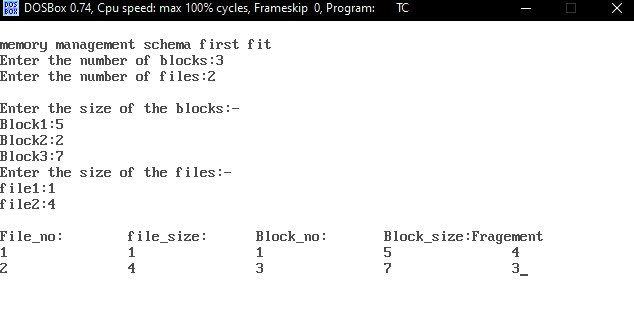 DOS BOX DOSBox 0.74, Cpu speed: max 100% cycles, Frameskip 0, Program: TC
memory management schema first fit
Enter the number of blocks:3
Enter the number of files:2
Enter the size of the blocks:-
Block1:5
Block2:2
Block3:7
Enter the size of the files:-
file1:1
file2:4
File_no: file_size: Block_no: Block_size:Fragement
1 1 1 5 4
2 4 3 7 3_